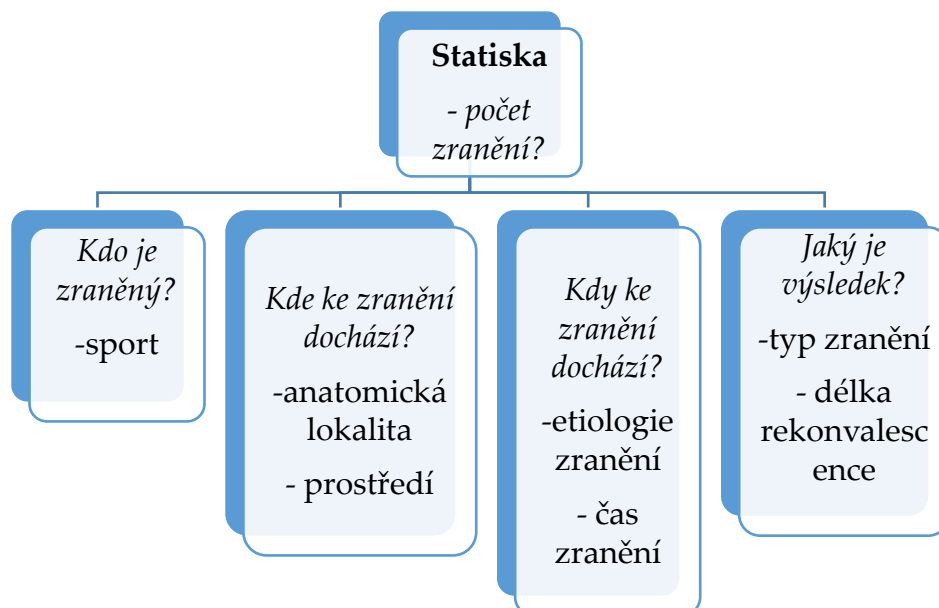 Statiska
- počet
zranění?
Kdo je
zraněný?
-sport
Kde ke zranění
dochází?
-anatomická
lokalita
- prostředí
Kdy ke
zranění
dochází?
-etiologie
zranění
- čas
zranění
Jaký je
výsledek?
-typ zranění
- délka
rekonvalesc
ence